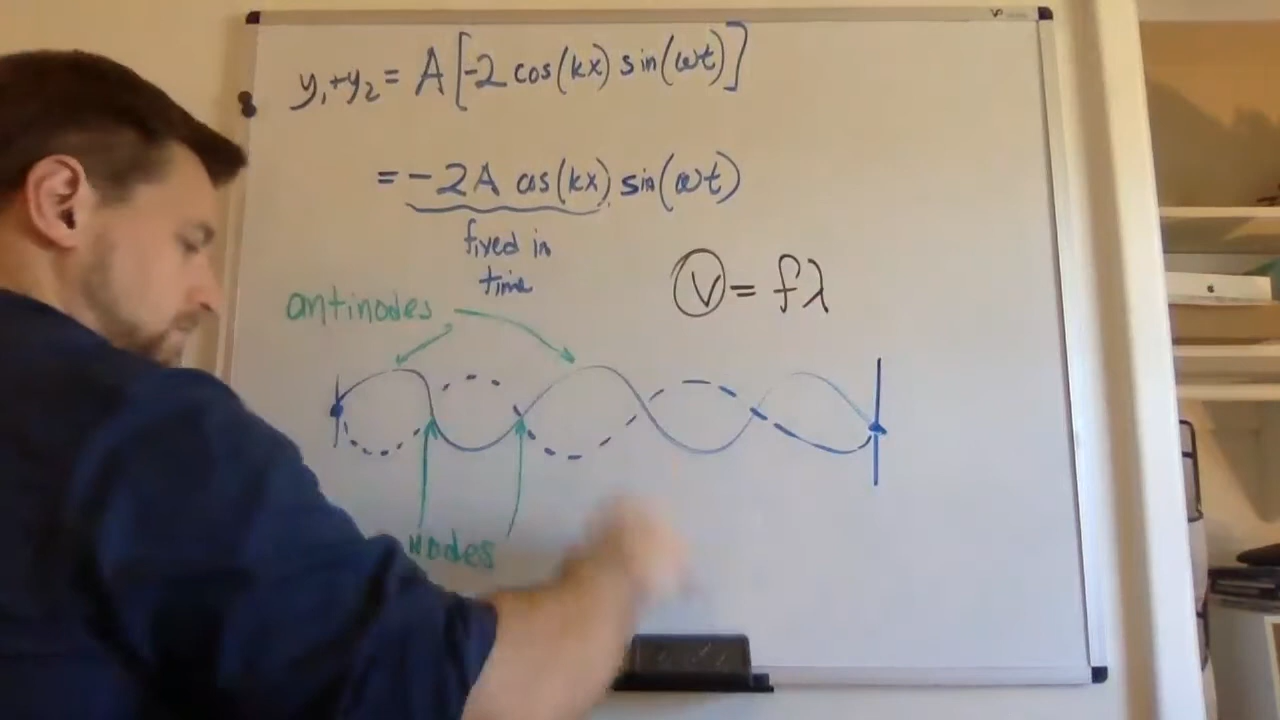 y₁+y₂ = A[-2 cos(kx) sin(ωt)]
= -2A cos(kx) sin(ωt)
fixed in
time
v = fλ
antinodes
nodes